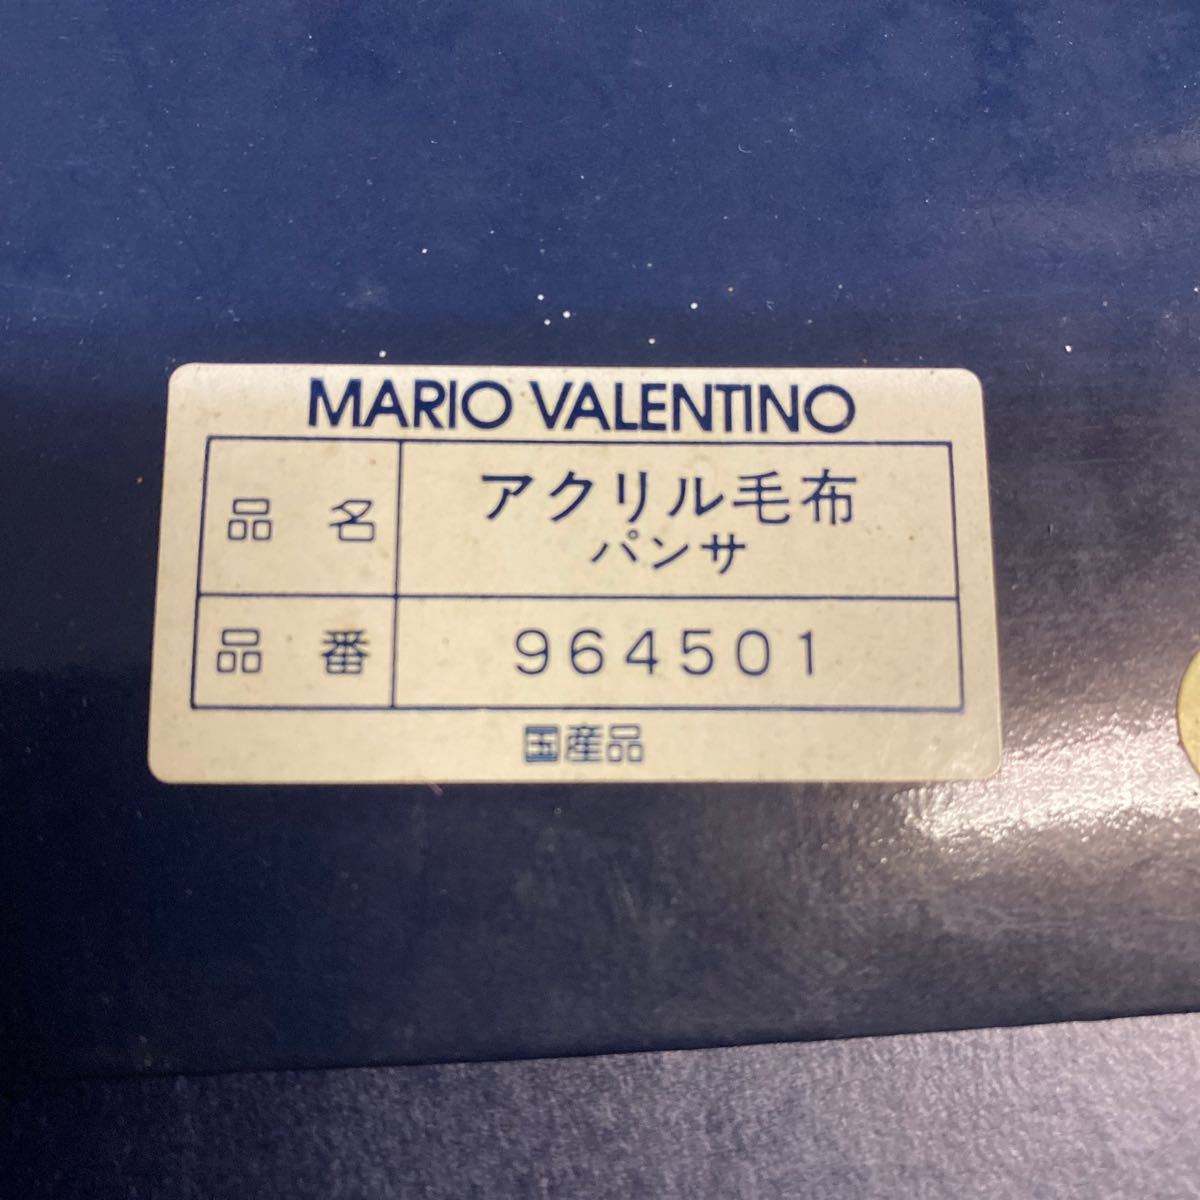 MARIO VALENTINO
品 名 アクリル毛布
パンサ
品 番 964501
国産品